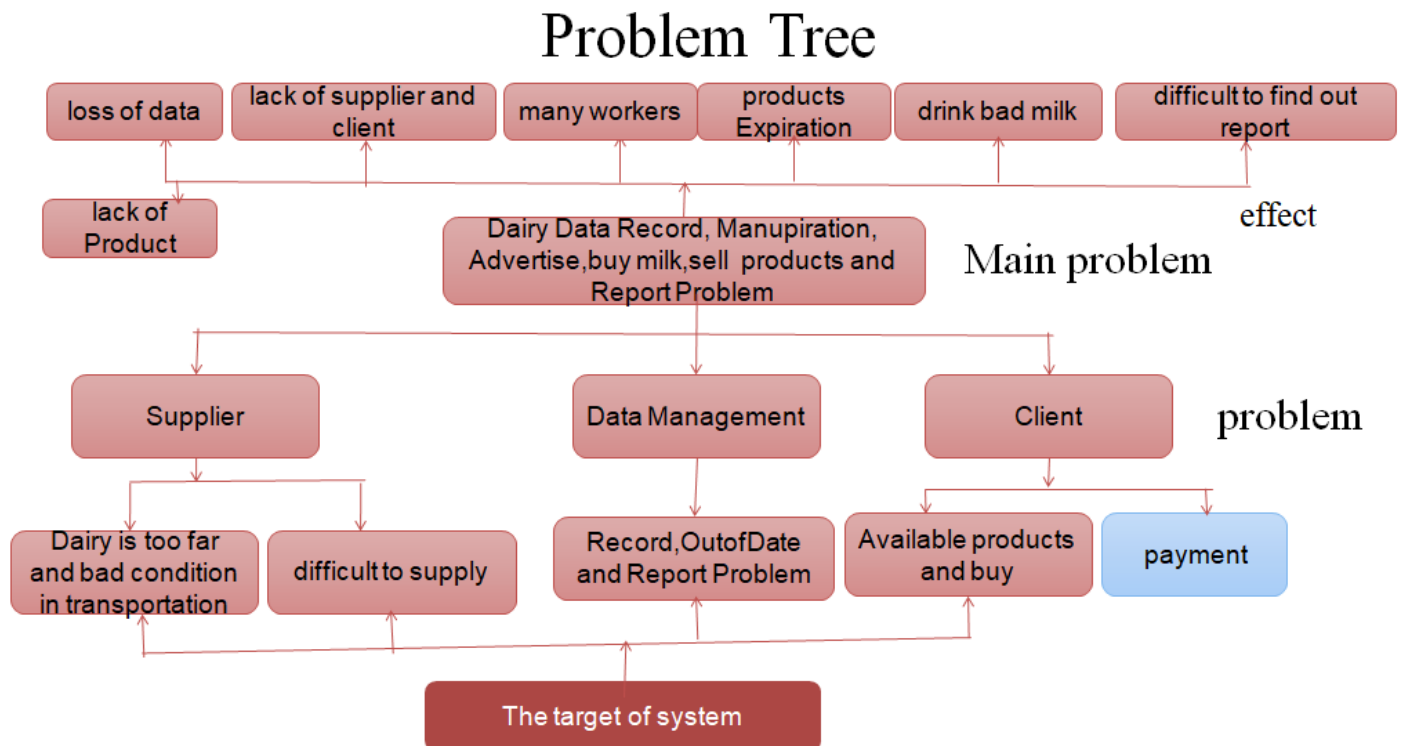 Problem Tree
loss of data
lack of supplier and
client
many workers
products
Expiration
drink bad milk
difficult to find out
report
lack of
Product
effect
Dairy Data Record, Manupiration,
Advertise,buy milk,sell products and
Report Problem
Main problem
Supplier
Data Management
Client
problem
Dairy is too far
and bad condition
in transportation
difficult to supply
Record,OutofDate
and Report Problem
Available products
and buy
payment
The target of system